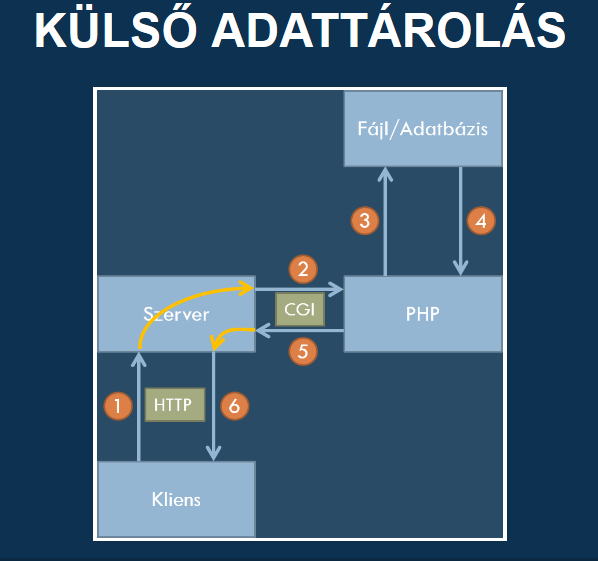 KÜLSŐ ADATTÁROLÁS
Fájl/Adatbázis
3
4
2
Szerver
CGI
PHP
5
1
HTTP
6
Kliens